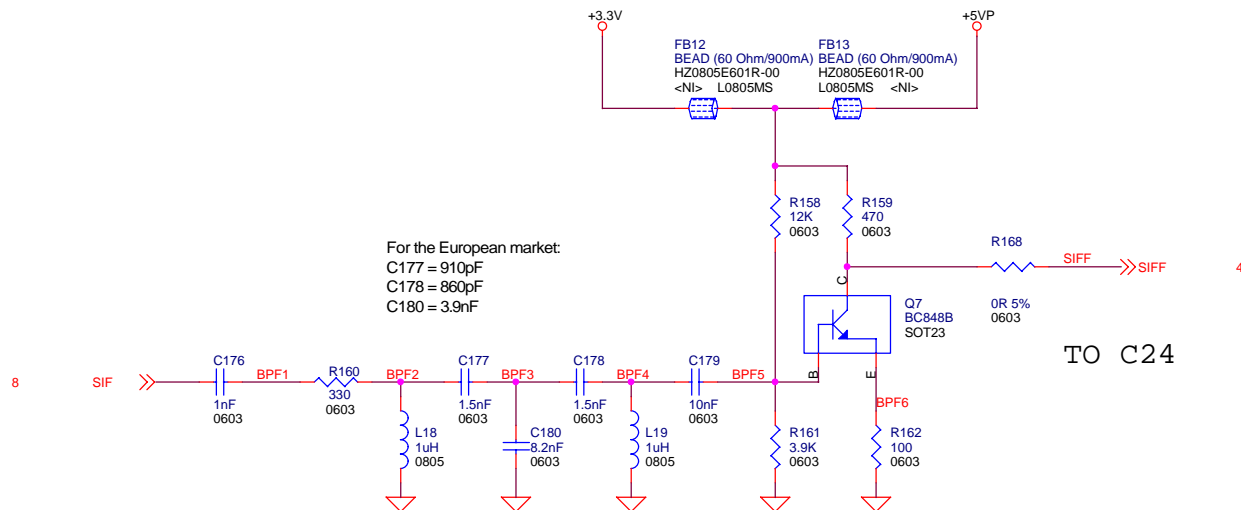 +3.3V
+5VP
FB12
BEAD (60 Ohm/900mA)
HZ0805E601R-00
<NI> L0805MS
FB13
BEAD (60 Ohm/900mA)
HZ0805E601R-00
L0805MS <NI>
R158
12K
0603
R159
470
0603
For the European market:
C177 = 910pF
C178 = 860pF
C180 = 3.9nF
R168
0R 5%
0603
SIFF
SIFF
4
C
B
E
Q7
BC848B
SOT23
TO C24
8
SIF
C176
1nF
0603
BPF1
R160
330
0603
BPF2
C177
1.5nF
0603
BPF3
C178
1.5nF
0603
BPF4
C179
10nF
0603
BPF5
BPF6
L18
1uH
0805
C180
8.2nF
0603
L19
1uH
0805
R161
3.9K
0603
R162
100
0603